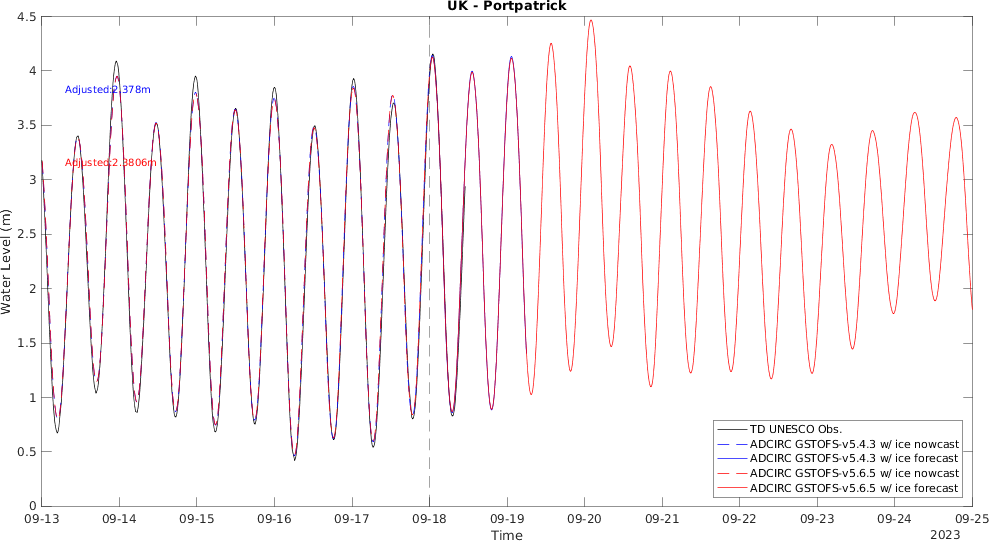 UK - Portpatrick
4.5
4
3.5
3
2.5
2
1.5
1
0.5
0
Water Level (m)
Adjusted:2.378m
Adjusted:2.3806m
TD UNESCO Obs.
ADCIRC GSTOFS-v5.4.3 w/ ice nowcast
ADCIRC GSTOFS-v5.4.3 w/ ice forecast
ADCIRC GSTOFS-v5.6.5 w/ ice nowcast
ADCIRC GSTOFS-v5.6.5 w/ ice forecast
09-13 09-14 09-15 09-16 09-17 09-18 09-19 09-20 09-21 09-22 09-23 09-24 09-25
Time
2023